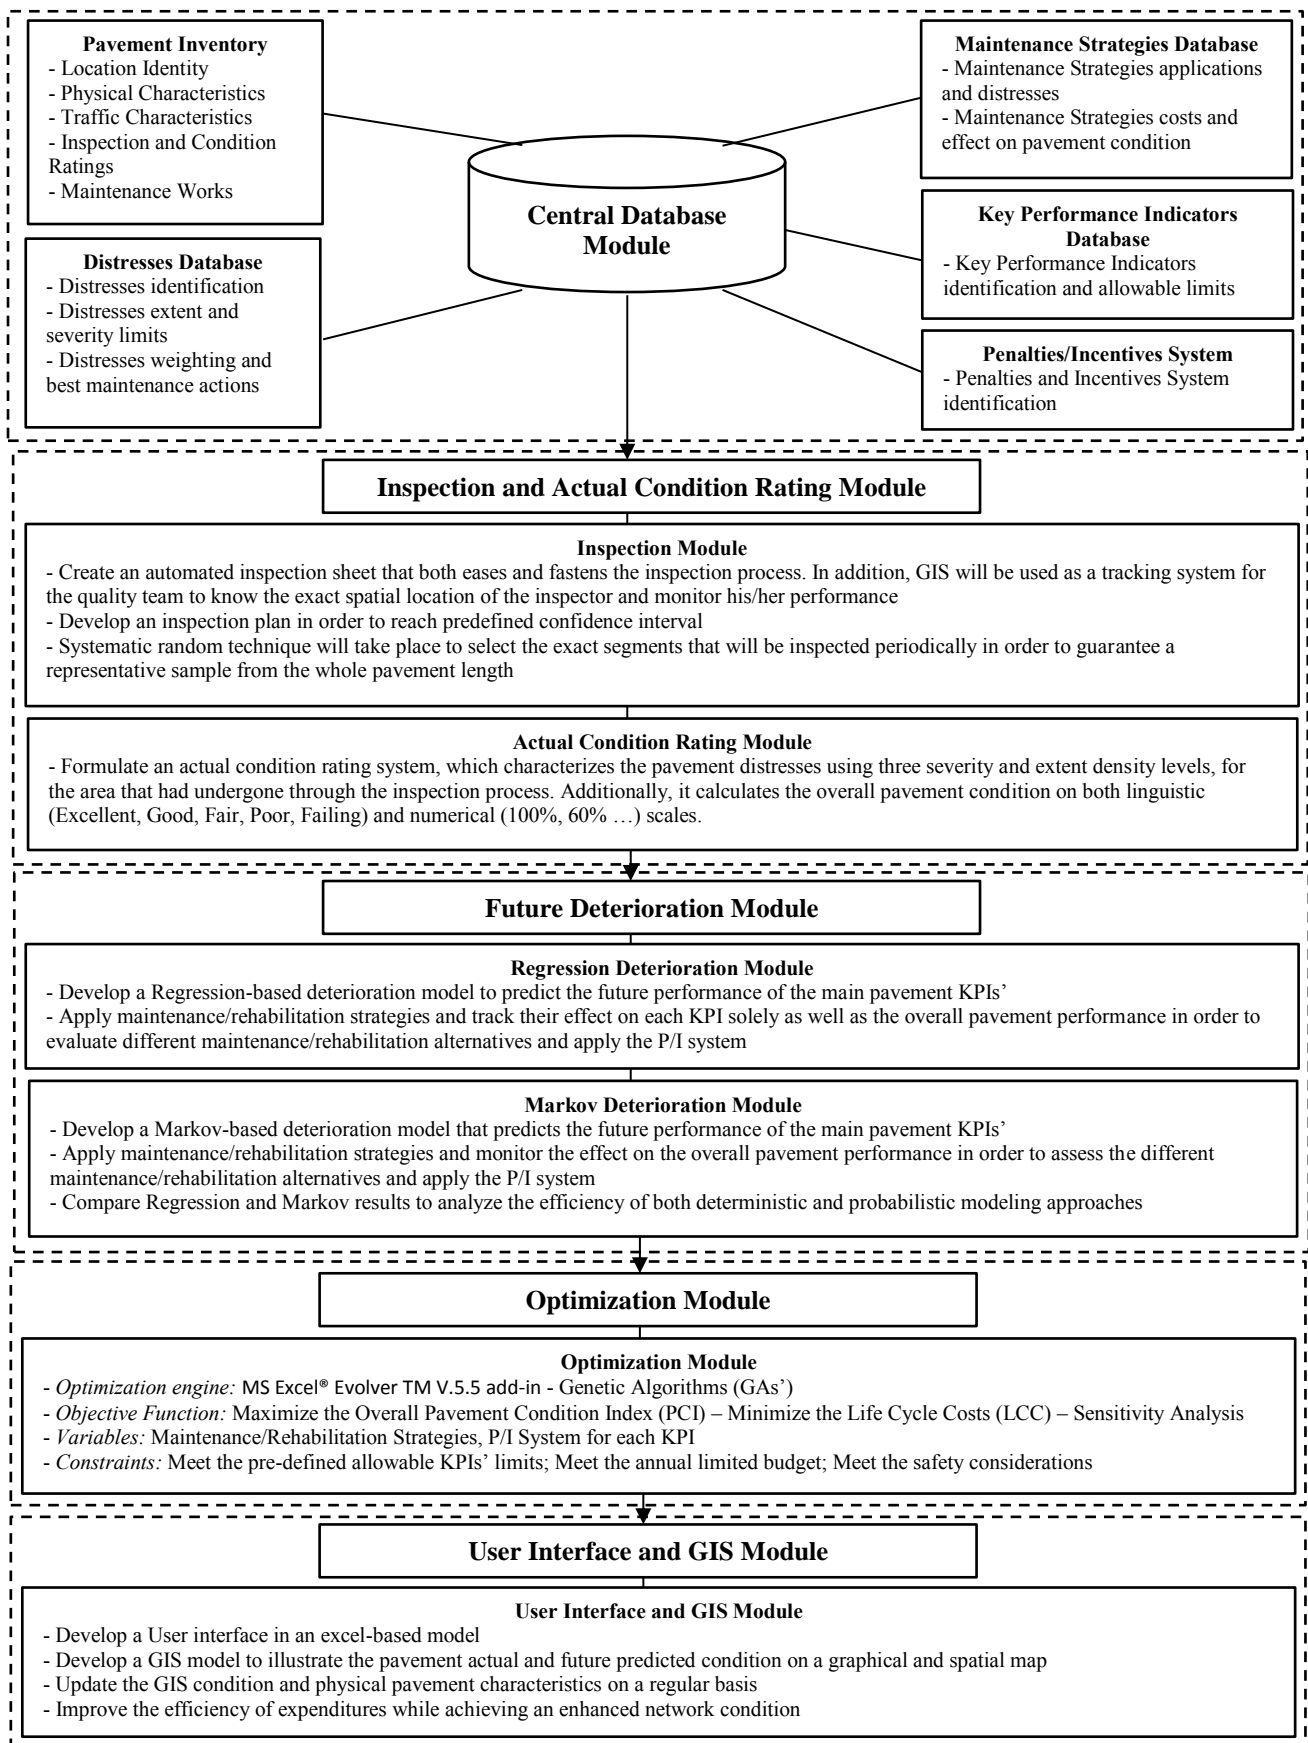 Pavement Inventory
- Location Identity
- Physical Characteristics
- Traffic Characteristics
- Inspection and Condition
Ratings
- Maintenance Works
Distresses Database
- Distresses identification
- Distresses extent and
severity limits
- Distresses weighting and
best maintenance actions
Central Database
Module
Maintenance Strategies Database
- Maintenance Strategies applications
and distresses
- Maintenance Strategies costs and
effect on pavement condition
Key Performance Indicators
Database
- Key Performance Indicators
identification and allowable limits
Penalties/Incentives System
- Penalties and Incentives System
identification
Inspection and Actual Condition Rating Module
Inspection Module
- Create an automated inspection sheet that both eases and fastens the inspection process. In addition, GIS will be used as a tracking system for
the quality team to know the exact spatial location of the inspector and monitor his/her performance
- Develop an inspection plan in order to reach predefined confidence interval
- Systematic random technique will take place to select the exact segments that will be inspected periodically in order to guarantee a
representative sample from the whole pavement length
Actual Condition Rating Module
- Formulate an actual condition rating system, which characterizes the pavement distresses using three severity and extent density levels, for
the area that had undergone through the inspection process. Additionally, it calculates the overall pavement condition on both linguistic
(Excellent, Good, Fair, Poor, Failing) and numerical (100%, 60% …) scales.
Future Deterioration Module
Regression Deterioration Module
- Develop a Regression-based deterioration model to predict the future performance of the main pavement KPIs'
- Apply maintenance/rehabilitation strategies and track their effect on each KPI solely as well as the overall pavement performance in order to
evaluate different maintenance/rehabilitation alternatives and apply the P/I system
Markov Deterioration Module
- Develop a Markov-based deterioration model that predicts the future performance of the main pavement KPIs'
- Apply maintenance/rehabilitation strategies and monitor the effect on the overall pavement performance in order to assess the different
maintenance/rehabilitation alternatives and apply the P/I system
- Compare Regression and Markov results to analyze the efficiency of both deterministic and probabilistic modeling approaches
Optimization Module
Optimization Module
- Optimization engine: MS Excel® Evolver TM V.5.5 add-in - Genetic Algorithms (GAs')
- Objective Function: Maximize the Overall Pavement Condition Index (PCI) – Minimize the Life Cycle Costs (LCC) – Sensitivity Analysis
- Variables: Maintenance/Rehabilitation Strategies, P/I System for each KPI
- Constraints: Meet the pre-defined allowable KPIs' limits; Meet the annual limited budget; Meet the safety considerations
User Interface and GIS Module
User Interface and GIS Module
- Develop a User interface in an excel-based model
- Develop a GIS model to illustrate the pavement actual and future predicted condition on a graphical and spatial map
- Update the GIS condition and physical pavement characteristics on a regular basis
- Improve the efficiency of expenditures while achieving an enhanced network condition